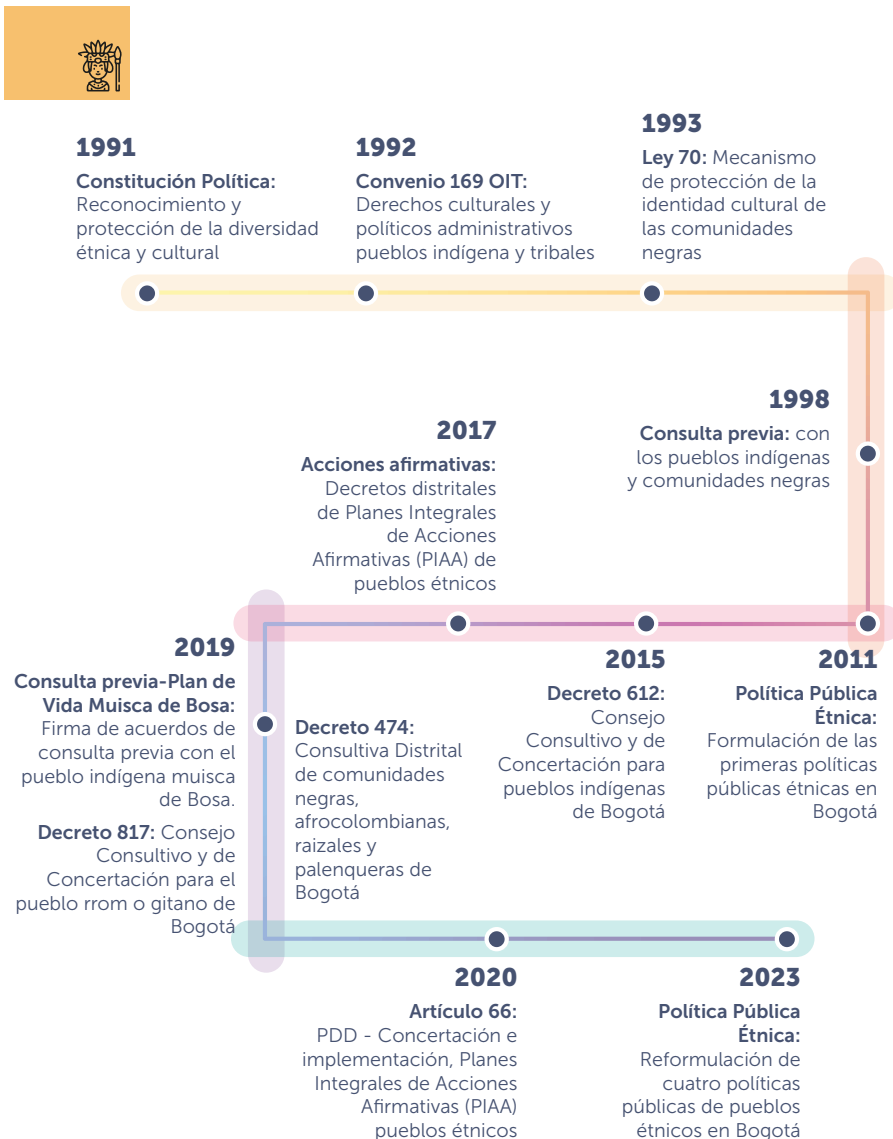 1991
Constitución Política:
Reconocimiento y
protección de la diversidad
étnica y cultural
1992
Convenio 169 OIT:
Derechos culturales y
políticos administrativos
pueblos indígena y tribales
1993
Ley 70: Mecanismo
de protección de la
identidad cultural de
las comunidades
negras
1998
Consulta previa: con
los pueblos indígenas
y comunidades negras
2011
Política Pública
Étnica:
Formulación de las
primeras políticas
públicas étnicas en
Bogotá
2015
Decreto 612:
Consejo
Consultivo y de
Concertación para
pueblos indígenas
de Bogotá
2017
Acciones afirmativas:
Decretos distritales
de Planes Integrales
de Acciones
Afirmativas (PIAA) de
pueblos étnicos
2019
Consulta previa-Plan de
Vida Muisca de Bosa:
Firma de acuerdos de
consulta previa con el
pueblo indígena muisca
de Bosa.
Decreto 817: Consejo
Consultivo y de
Concertación para el
pueblo rrom o gitano de
Bogotá
Decreto 474:
Consultiva Distrital
de comunidades
negras,
afrocolombianas,
raizales y
palenqueras de
Bogotá
2020
Artículo 66:
PDD - Concertación e
implementación, Planes
Integrales de Acciones
Afirmativas (PIAA)
pueblos étnicos
2023
Política Pública
Étnica:
Reformulación de
cuatro políticas
públicas de pueblos
étnicos en Bogotá